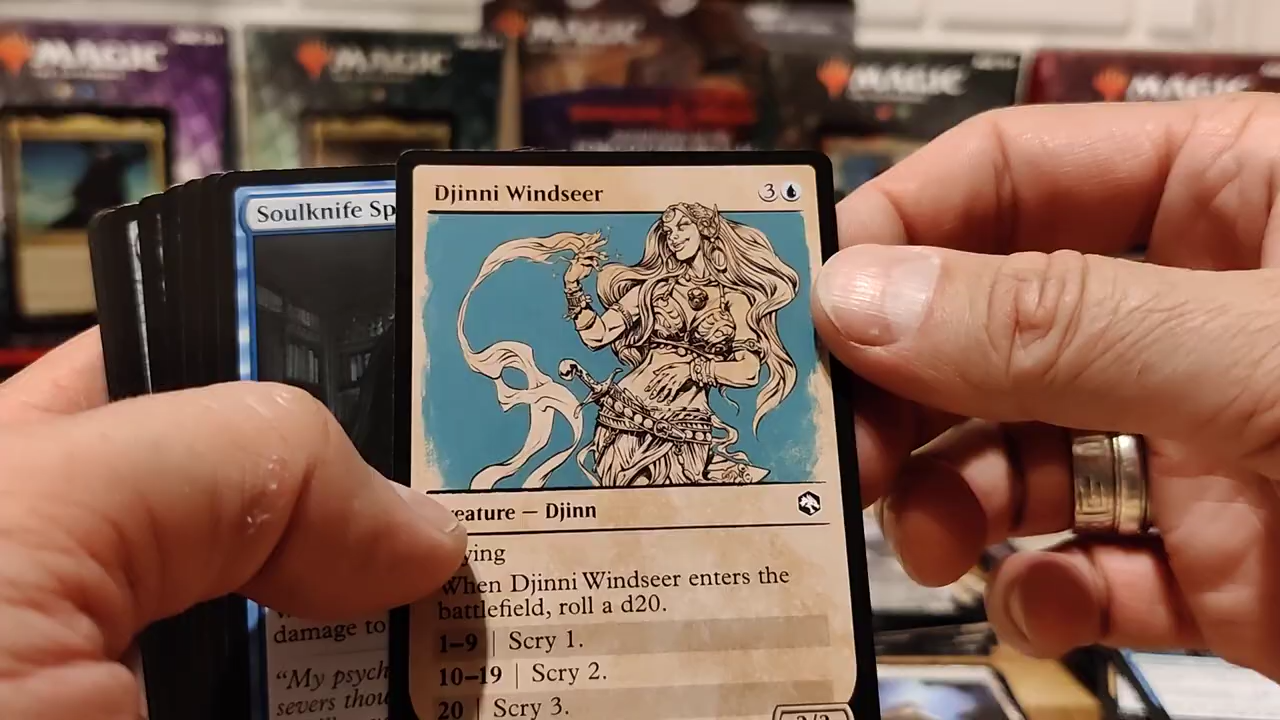 MAGIC
MAGIC
MAGIC
MAGIC
MAGIC
Soulknife Sp
Djinni Windseer
3
eature — Djinn
ying
When Djinni Windseer enters the
battlefield, roll a d20.
1–9 | Scry 1.
10–19 | Scry 2.
20 | Scry 3.
damage to
“My psych
severs thou